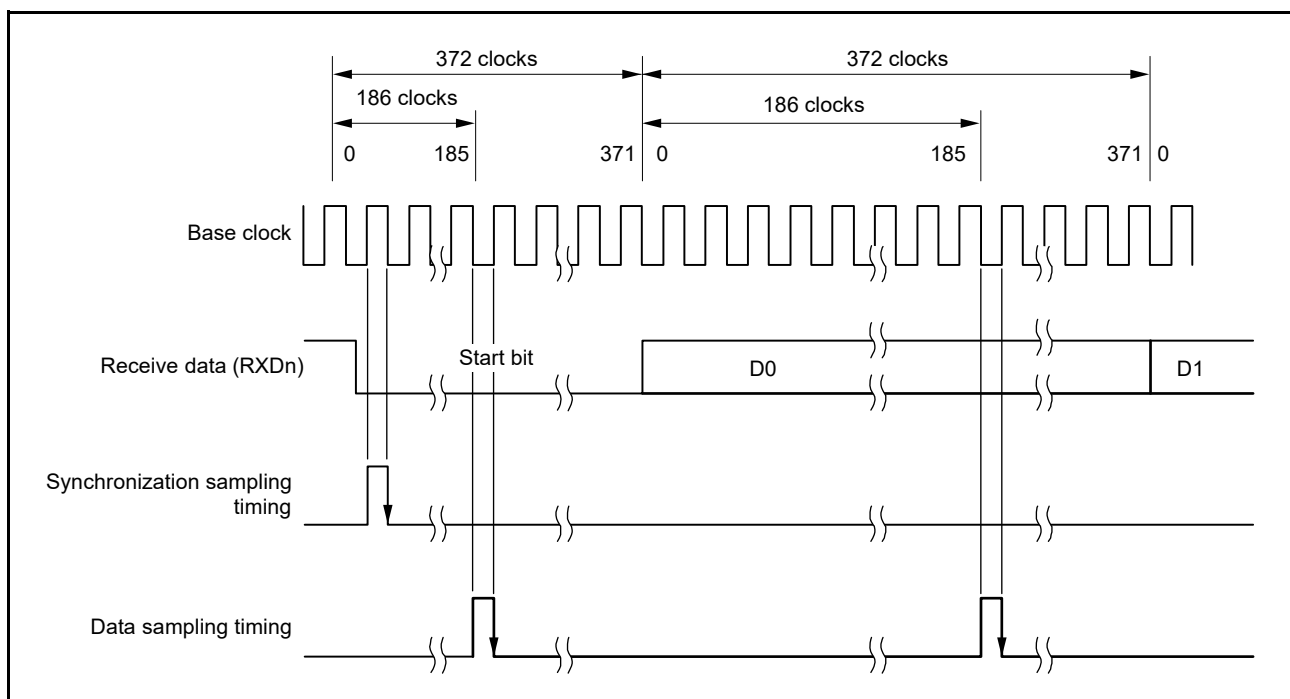 372 clocks 372 clocks
186 clocks 186 clocks
0 185 371 0 185 371 0
Base clock
Receive data (RXDn) Start bit D0 D1
Synchronization sampling
timing
Data sampling timing